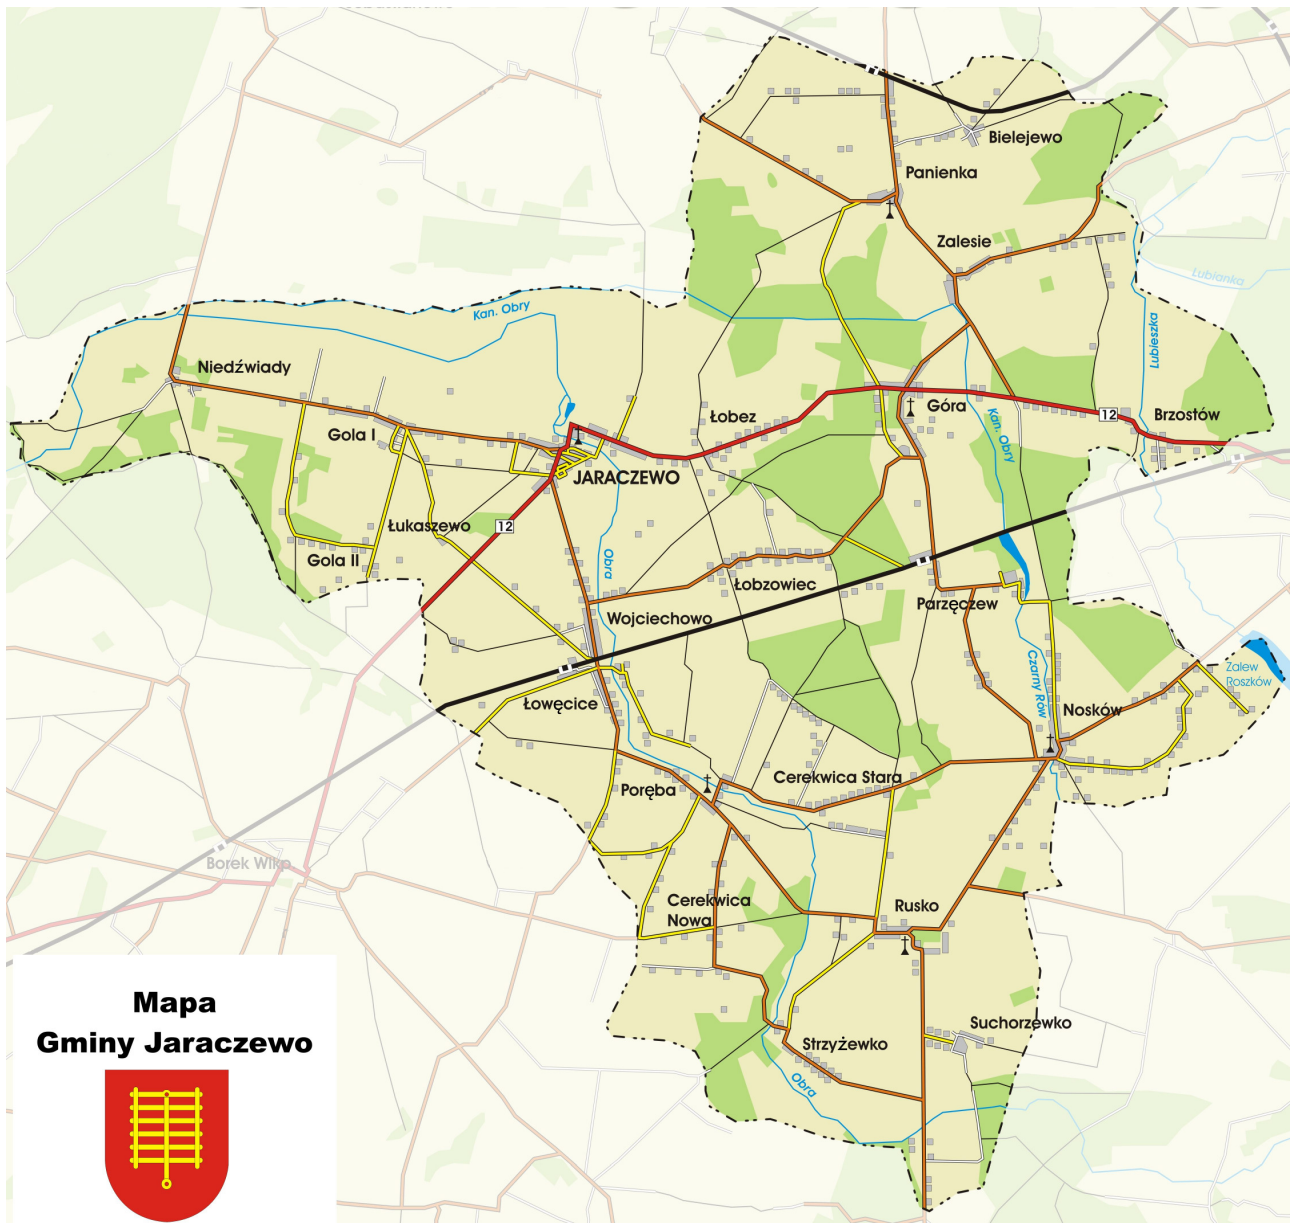 Bielejewo
Panienka
Zalesie
Lubianka
Kan. Obry
Lubieszka
Niedźwiady
Łobez
Góra
Brzostów
12
Kan. Obry
Gola I
JARACZEWO
Łukaszewo
12
Gola II
Obra
Łobzowiec
Parzęczew
Wojciechowo
Czarny Rów
Zalew
Roszków
Łowęcice
Nosków
Cerekwica Stara
Poręba
Borek Wlkp.
Cerekwica
Nowa
Rusko
Mapa
Gminy Jaraczewo
Suchorzewko
Strzyżewko
Obra